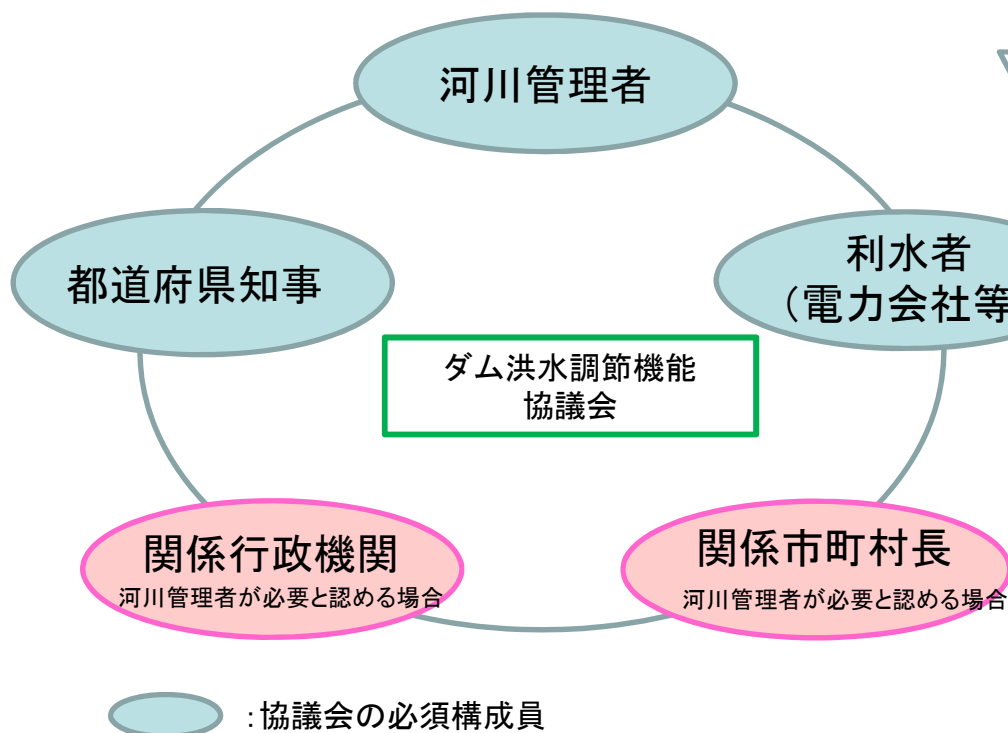 河川管理者
都道府県知事
利水者
（電力会社等
ダム洪水調節機能
協議会
関係行政機関
河川管理者が必要と認める場合
関係市町村長
河川管理者が必要と認める場合
：協議会の必須構成員